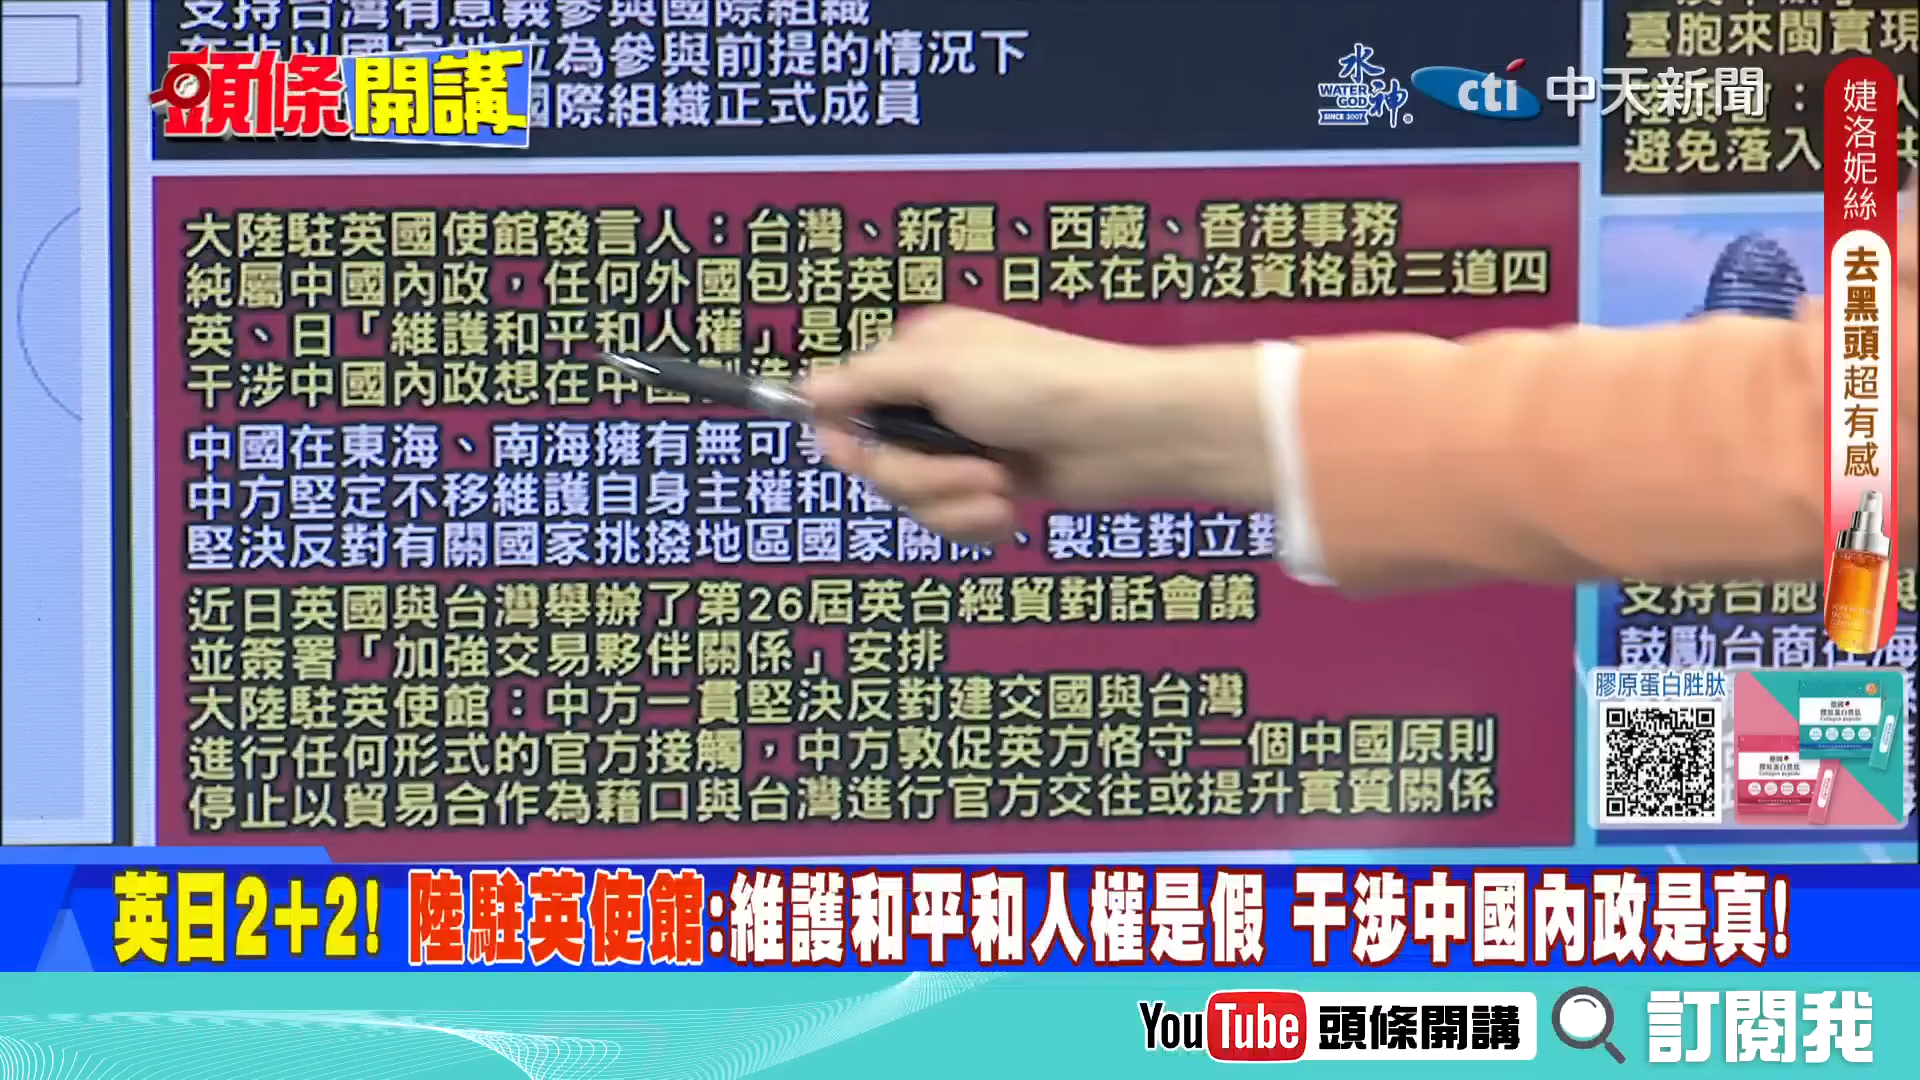 支持台灣有意義參與國際組織
位為參與前提的情況下
國際組織正式成員
頭條開講
水神
WATER GOD
SINCE 2007
cti 中天新聞
臺胞來閩實現
避免落入
大陸駐英國使館發言人：台灣、新疆、西藏、香港事務
純屬中國內政，任何外國包括英國、日本在內沒資格說三道四
英、日「維護和平和人權」是假
干涉中國內政想在中
中國在東海、南海擁有無可
中方堅定不移維護自身主權和
堅決反對有關國家挑撥地區國家關係、製造對立對
近日英國與台灣舉辦了第26屆英台經貿對話會議
並簽署「加強交易夥伴關係」安排
大陸駐英使館：中方一貫堅決反對建交國與台灣
進行任何形式的官方接觸，中方敦促英方恪守一個中國原則
停止以貿易合作為藉口與台灣進行官方交往或提升實質關係
支持台胞
鼓勵台商在海
婕洛妮絲
去黑頭超有感
膠原蛋白胜肽
英日2+2! 陸駐英使館:維護和平和人權是假 干涉中國內政是真!
YouTube 頭條開講 訂閱我